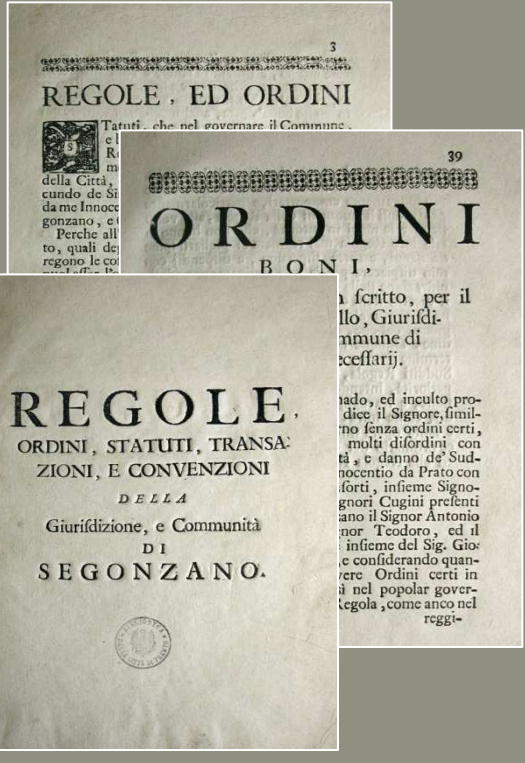 3
REGOLE, ED ORDINI
Tatuti, che nel governare il Commune,
e l
R
m
della Città,
cundo de Si
da me Innoce
gonzano, e
Perche all'
to, quali de
regono le co
39
ORDINI
BONI,
n ſcritto, per il
llo, Giuriſdi-
mmune di
eceſſarij.
nado, ed inculto pro-
dice il Signore, ſimil-
no ſenza ordini certi,
molti diſordini con
tà, e danno de' Sud-
nocentio da Prato con
ſorti, inſieme Signo-
gnori Cugini preſenti
ano il Signor Antonio
nor Teodoro, ed il
inſieme del Sig. Gio:
, e conſiderando quan-
vere Ordini certi in
sì nel popolar gover-
Regola, come anco nel
reggi-
REGOLE,
ORDINI, STATUTI, TRANSA-
ZIONI, E CONVENZIONI
DELLA
Giuriſdizione, e Communità
DI
SEGONZANO.